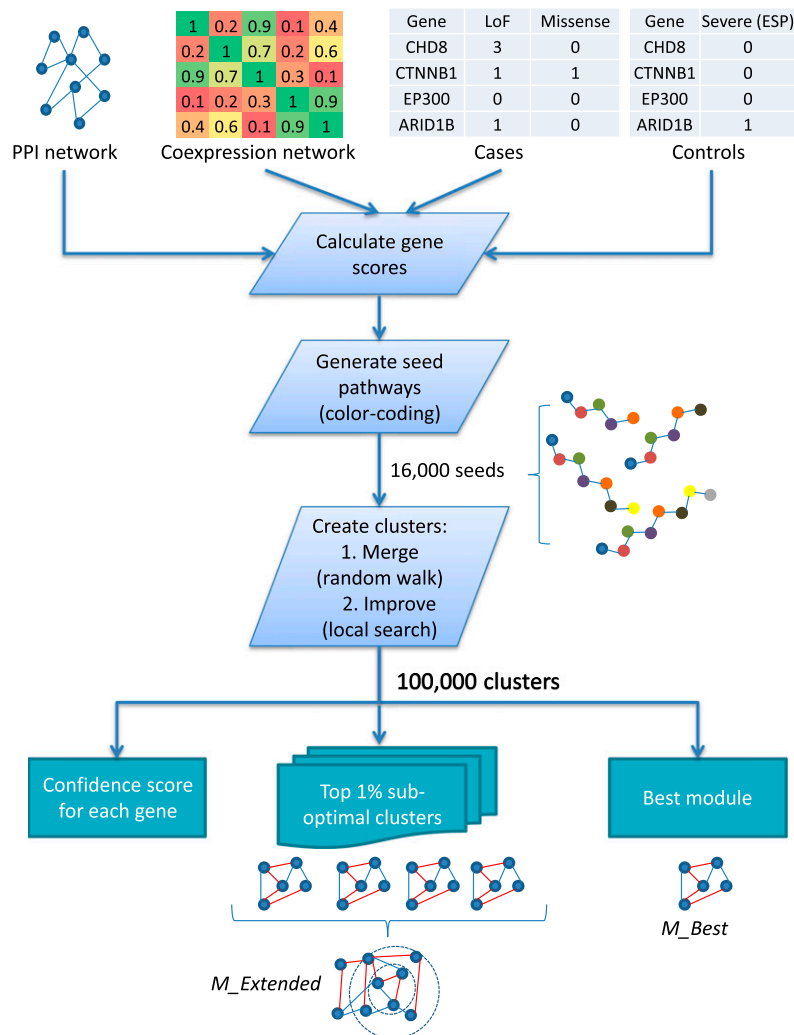 1 0.2 0.9 0.1 0.4
0.2 1 0.7 0.2 0.6
0.9 0.7 1 0.3 0.1
0.1 0.2 0.3 1 0.9
0.4 0.6 0.1 0.9 1
Gene LoF Missense
CHD8 3 0
CTNNB1 1 1
EP300 0 0
ARID1B 1 0
Gene Severe (ESP)
CHD8 0
CTNNB1 0
EP300 0
ARID1B 1
PPI network
Coexpression network
Cases
Controls
Calculate gene
scores
Generate seed
pathways
(color-coding)
16,000 seeds
Create clusters:
1. Merge
(random walk)
2. Improve
(local search)
100,000 clusters
Confidence score
for each gene
Top 1% sub-
optimal clusters
Best module
M_Best
M_Extended